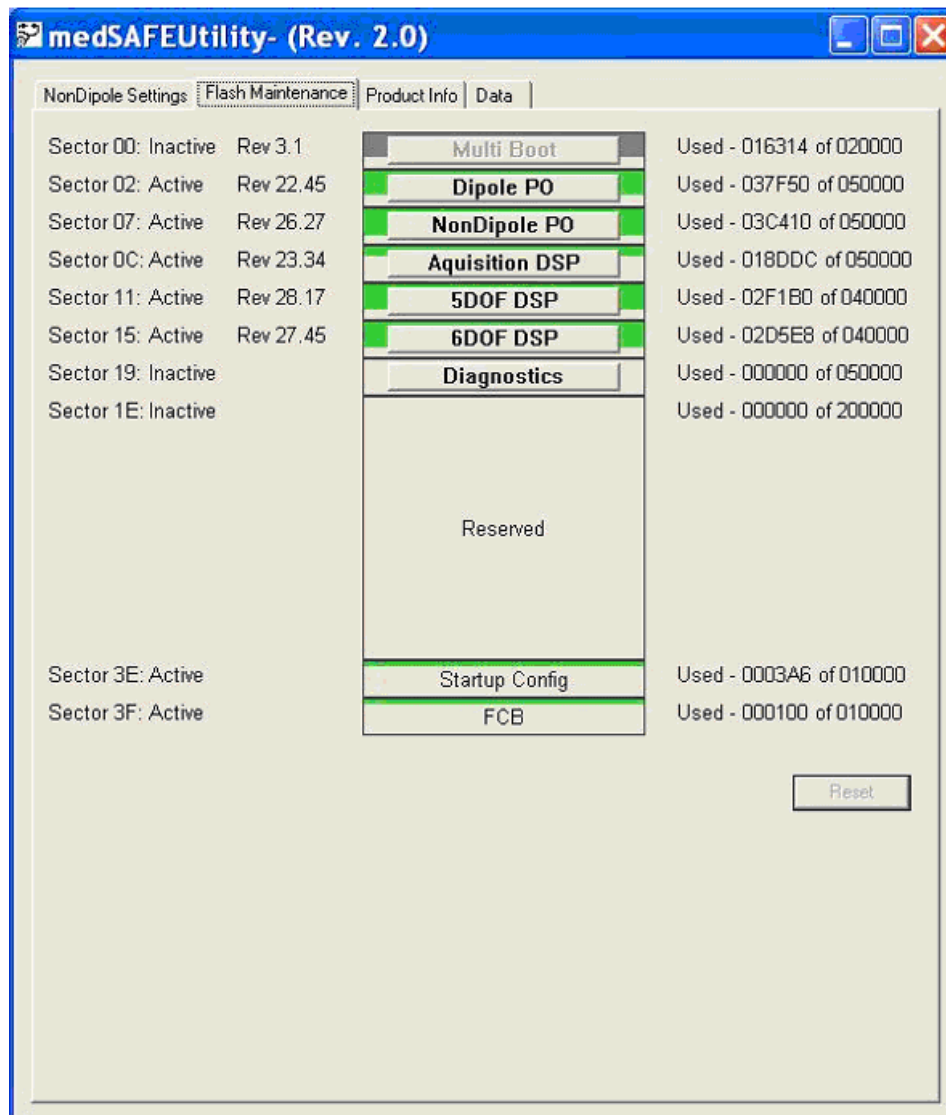 medSAFEUtility- (Rev. 2.0)
NonDipole Settings Flash Maintenance Product Info Data
Sector 00: Inactive Rev 3.1 Multi Boot Used - 016314 of 020000
Sector 02: Active Rev 22.45 Dipole PO Used - 037F50 of 050000
Sector 07: Active Rev 26.27 NonDipole PO Used - 03C410 of 050000
Sector 0C: Active Rev 23.34 Aquisition DSP Used - 018DDC of 050000
Sector 11: Active Rev 28.17 5DOF DSP Used - 02F1B0 of 040000
Sector 15: Active Rev 27.45 6DOF DSP Used - 02D5E8 of 040000
Sector 19: Inactive Diagnostics Used - 000000 of 050000
Sector 1E: Inactive Used - 000000 of 200000
Reserved
Sector 3E: Active Startup Config Used - 0003A6 of 010000
Sector 3F: Active FCB Used - 000100 of 010000
Reset